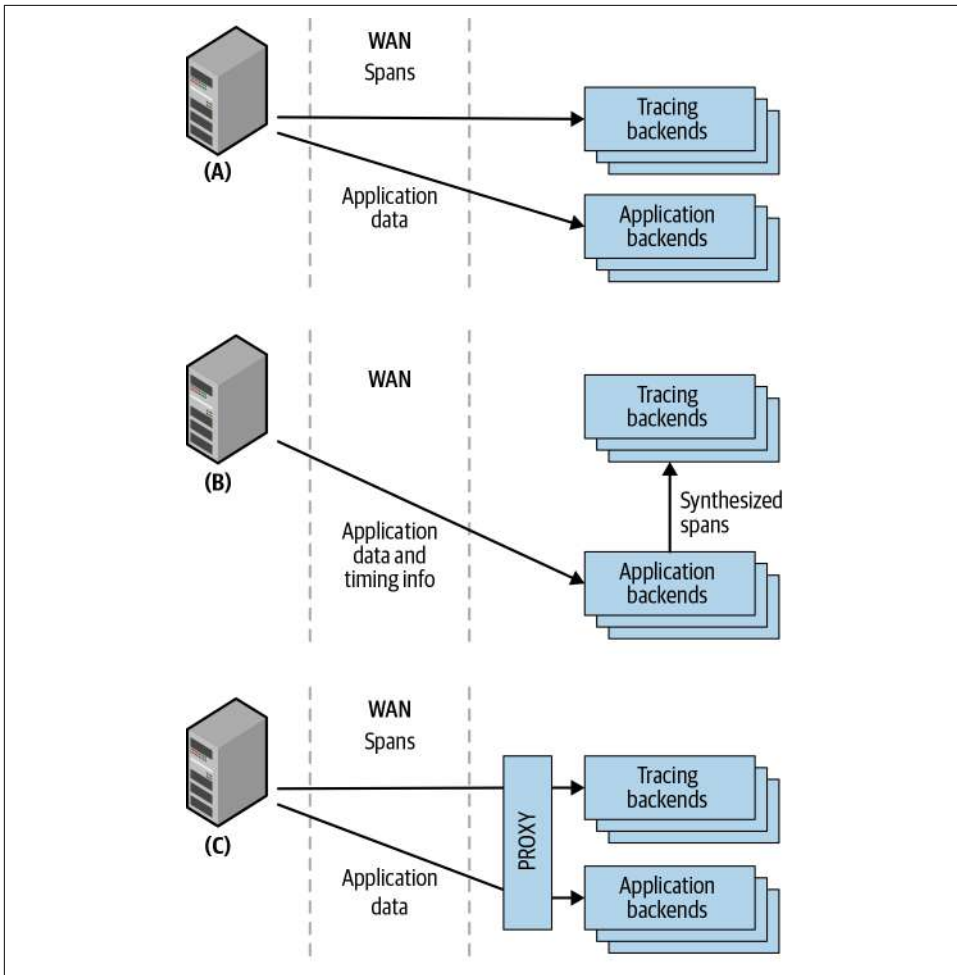 WAN
Spans
Tracing
backends
(A)
Application
data
Application
backends
WAN
Tracing
backends
(B)
Synthesized
spans
Application
data and
timing info
Application
backends
WAN
Spans
Tracing
backends
PROXY
(C)
Application
data
Application
backends